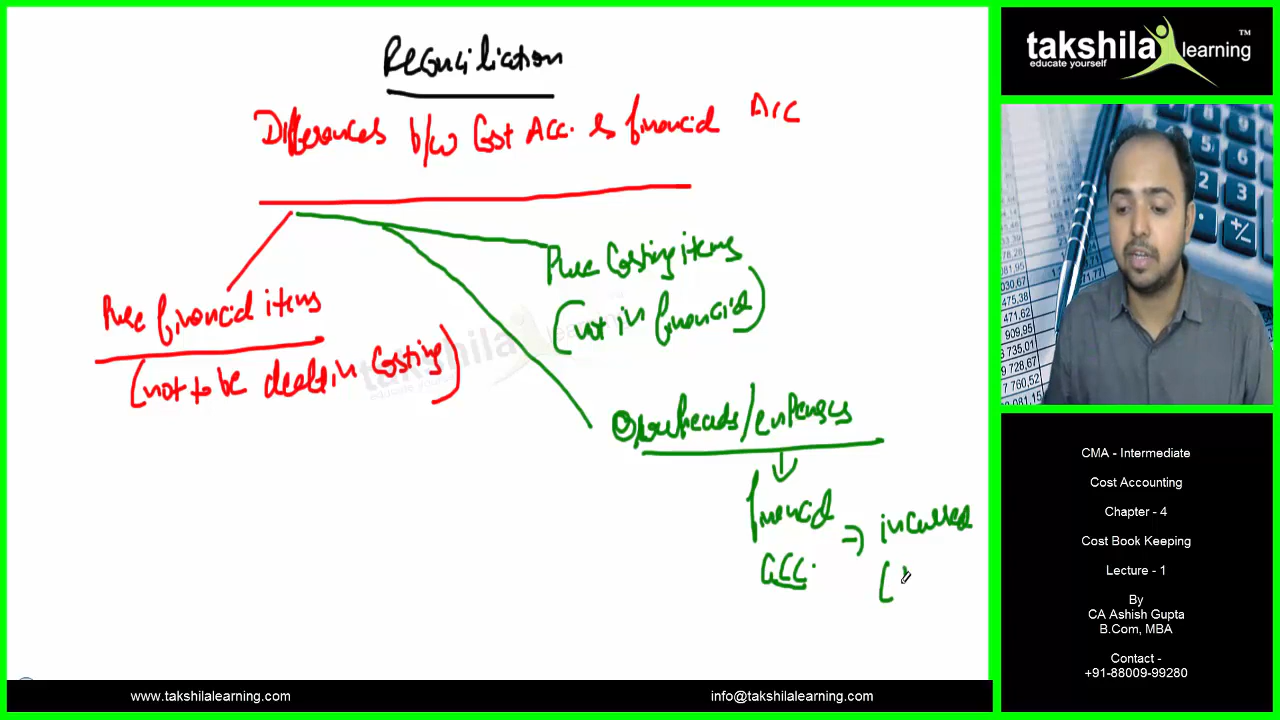 Reconciliation
Differences b/w Cost Acc. & financial A/C
Pure financial items
(not to be dealt in Costing)
Pure Costing items
(not in financial)
Overheads/expenses
financial
acc.
=> incurred
(
takshila learning™
educate yourself
CMA - Intermediate
Cost Accounting
Chapter - 4
Cost Book Keeping
Lecture - 1
By
CA Ashish Gupta
B.Com, MBA
Contact -
+91-88009-99280
www.takshilalearning.com
info@takshilalearning.com